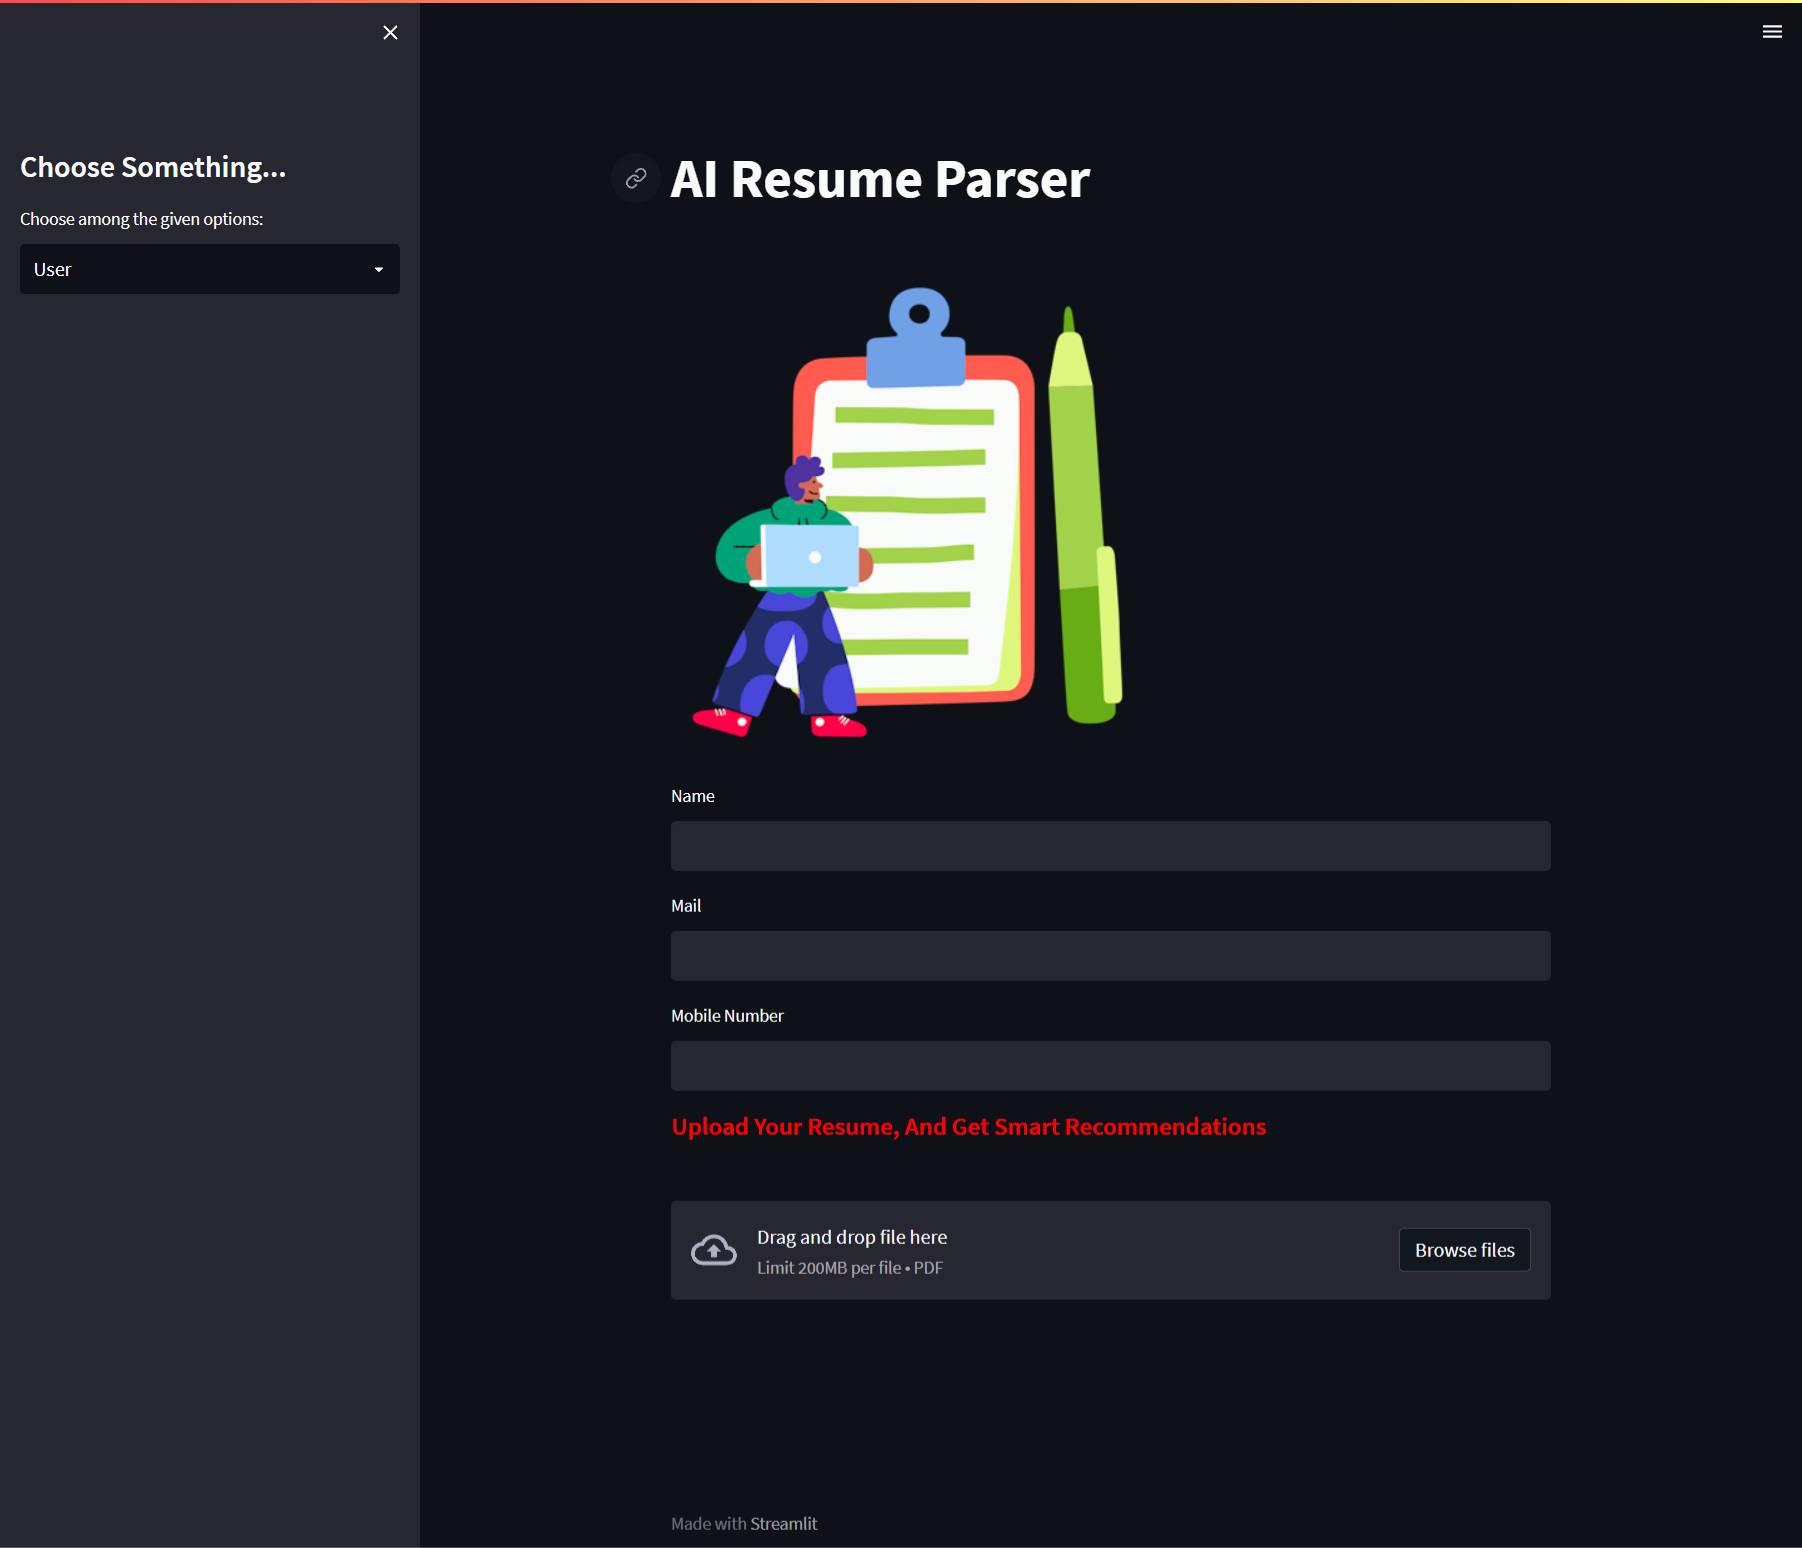 Choose Something...
Choose among the given options:
User
AI Resume Parser
Name
Mail
Mobile Number
Upload Your Resume, And Get Smart Recommendations
Drag and drop file here
Limit 200MB per file • PDF
Browse files
Made with Streamlit